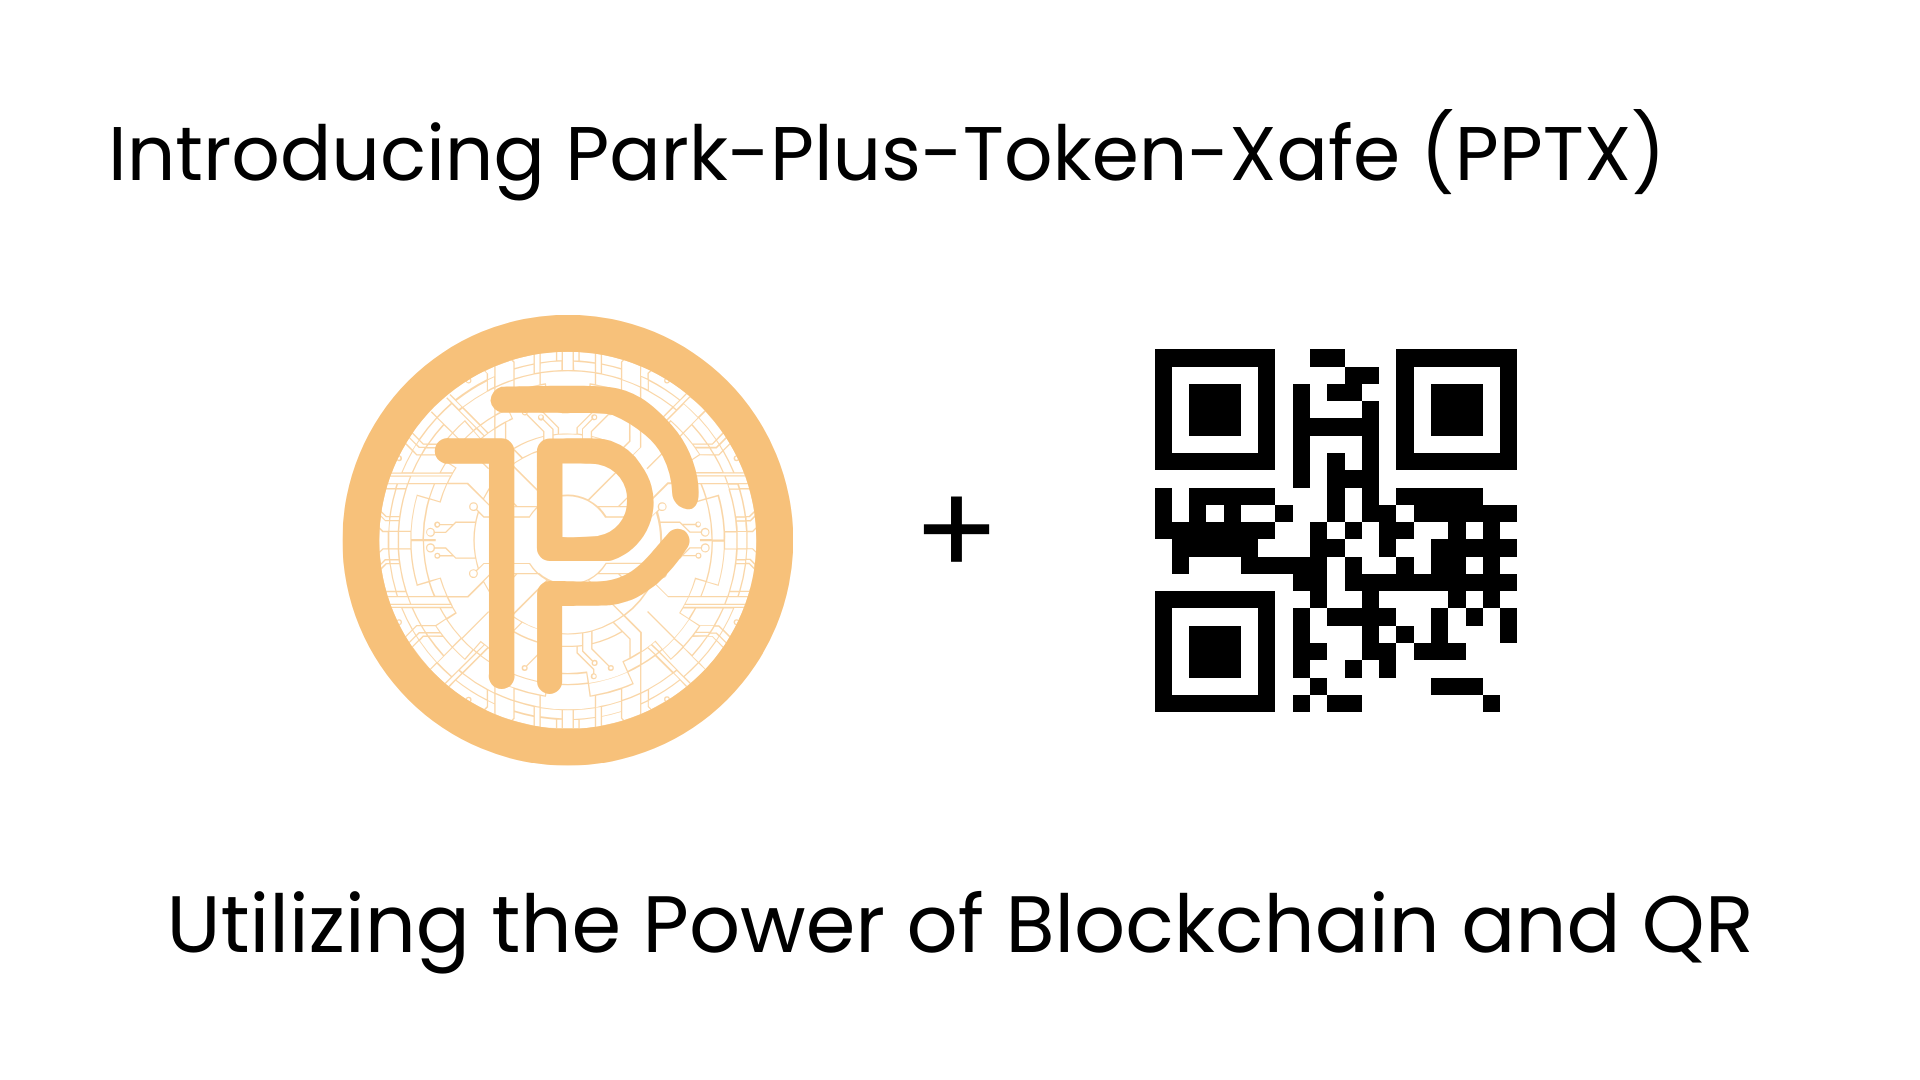 Introducing Park-Plus-Token-Xafe (PPTX)
+
Utilizing the Power of Blockchain and QR